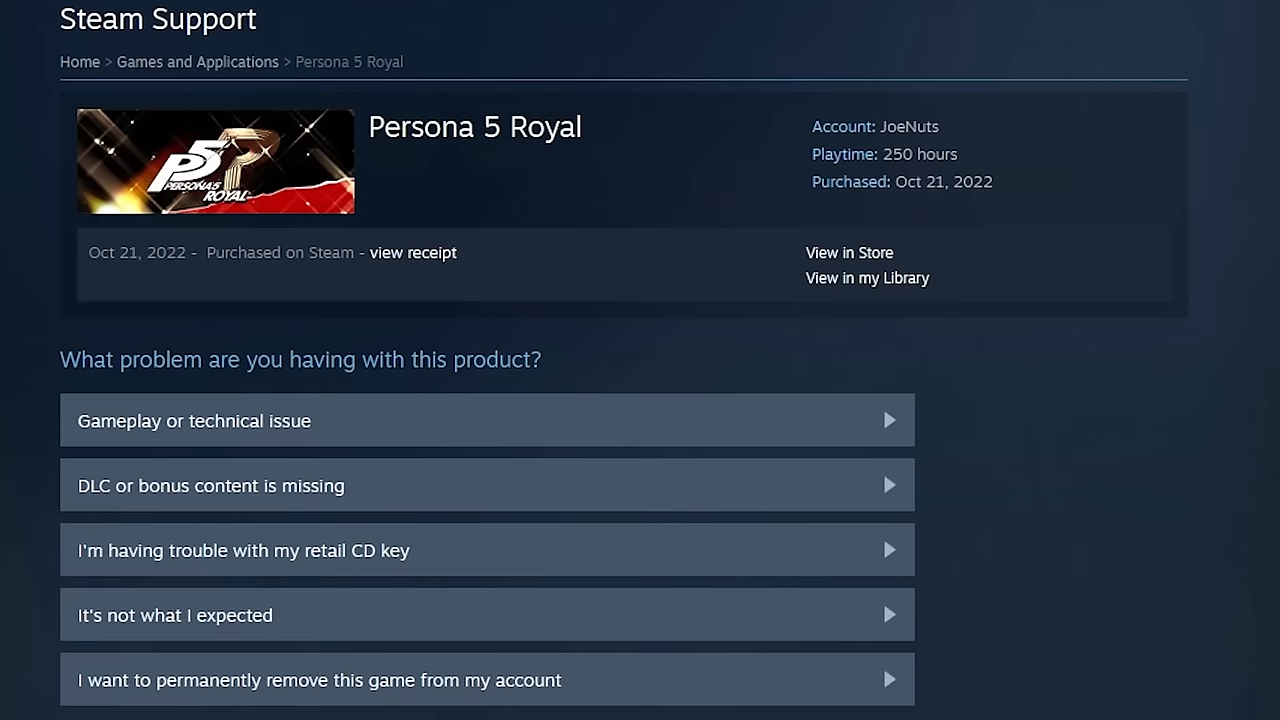 Steam Support
Home > Games and Applications > Persona 5 Royal
P5R
PERSONA5
ROYAL
Persona 5 Royal
Account: JoeNuts
Playtime: 250 hours
Purchased: Oct 21, 2022
Oct 21, 2022 - Purchased on Steam - view receipt
View in Store
View in my Library
What problem are you having with this product?
Gameplay or technical issue
DLC or bonus content is missing
I'm having trouble with my retail CD key
It's not what I expected
I want to permanently remove this game from my account